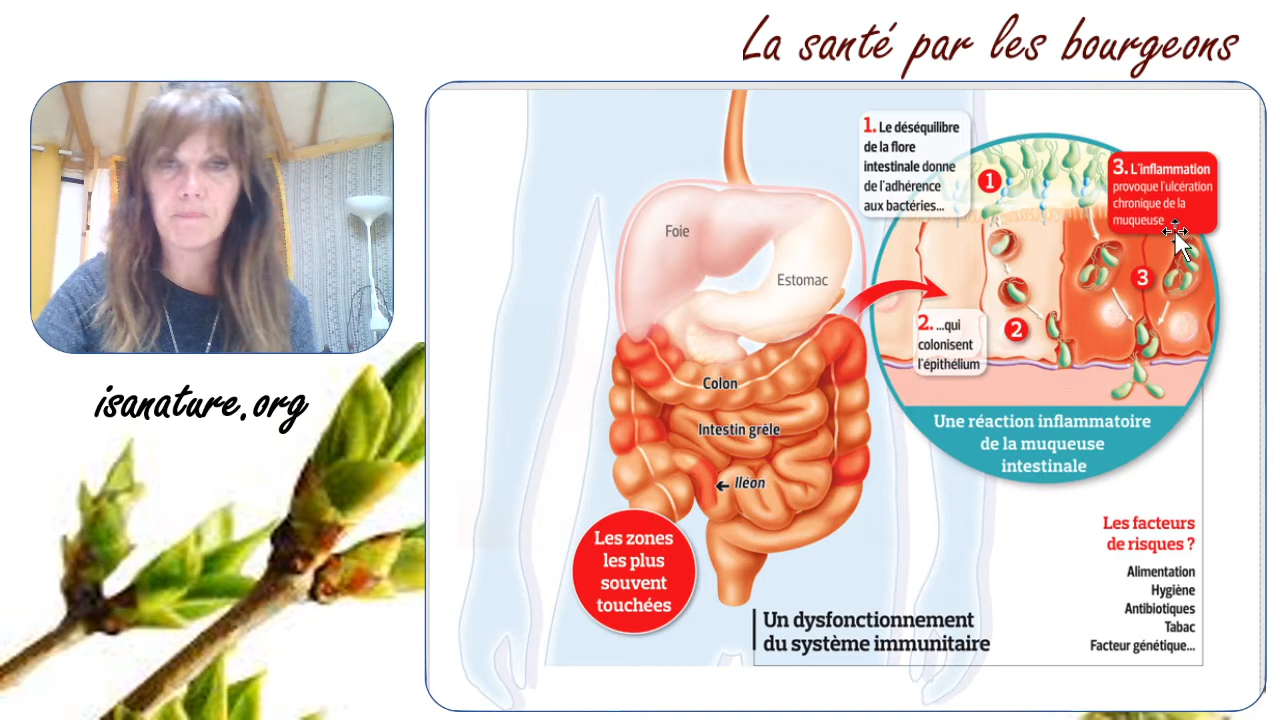 La santé par les bourgeons
isanature.org
1. Le déséquilibre
de la flore
intestinale donne
de l'adhérence
aux bactéries...
1
3. L'inflammation
provoque l'ulcération
chronique de la
muqueuse
Foie
Estomac
3
2. ...qui
colonisent
l'épithélium
2
Colon
Intestin grêle
Iléon
Une réaction inflammatoire
de la muqueuse
intestinale
Les zones
les plus
souvent
touchées
Les facteurs
de risques ?
Alimentation
Hygiène
Antibiotiques
Tabac
Facteur génétique...
Un dysfonctionnement
du système immunitaire